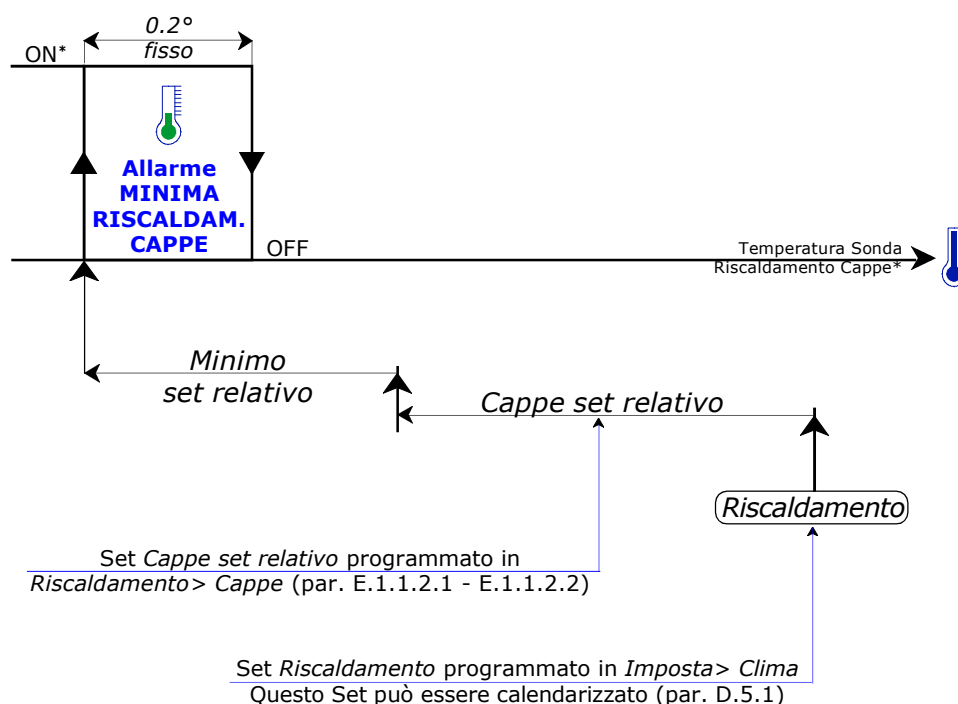 0.2°
fisso
ON*
Allarme
MINIMA
RISCALDAM.
CAPPE
OFF
Temperatura Sonda
Riscaldamento Cappe*
Minimo
set relativo
Cappe set relativo
Riscaldamento
Set Cappe set relativo programmato in
Riscaldamento> Cappe (par. E.1.1.2.1 - E.1.1.2.2)
Set Riscaldamento programmato in Imposta> Clima
Questo Set può essere calendarizzato (par. D.5.1)